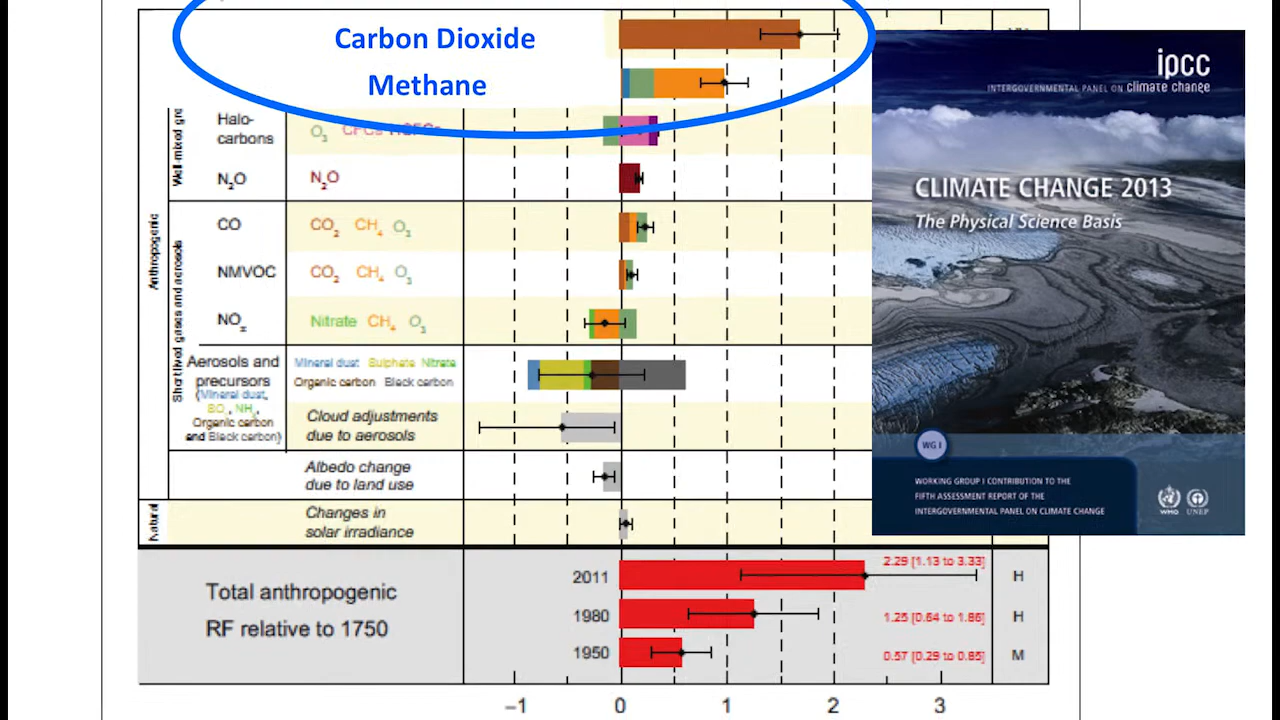 Carbon Dioxide
Methane
Halo-
carbons
O3 CFCs HCFCs
N2O
N2O
CO
CO2 CH4 O3
NMVOC
CO2 CH4 O3
NOx
Nitrate CH4 O3
Aerosols and
precursors
(Mineral dust,
SO2, NH3,
Organic carbon
and Black carbon)
Mineral dust Sulphate Nitrate
Organic carbon Black carbon
Cloud adjustments
due to aerosols
Albedo change
due to land use
Changes in
solar irradiance
Anthropogenic
Natural
Short lived gases and aerosols
Well-mixed
Total anthropogenic
RF relative to 1750
2011
2.29 [1.13 to 3.33]
H
1980
1.25 [0.64 to 1.86]
H
1950
0.57 [0.29 to 0.85]
M
−1 0 1 2 3
ipcc
INTERGOVERNMENTAL PANEL ON climate change
CLIMATE CHANGE 2013
The Physical Science Basis
WG I
WORKING GROUP I CONTRIBUTION TO THE
FIFTH ASSESSMENT REPORT OF THE
INTERGOVERNMENTAL PANEL ON CLIMATE CHANGE
WMO UNEP